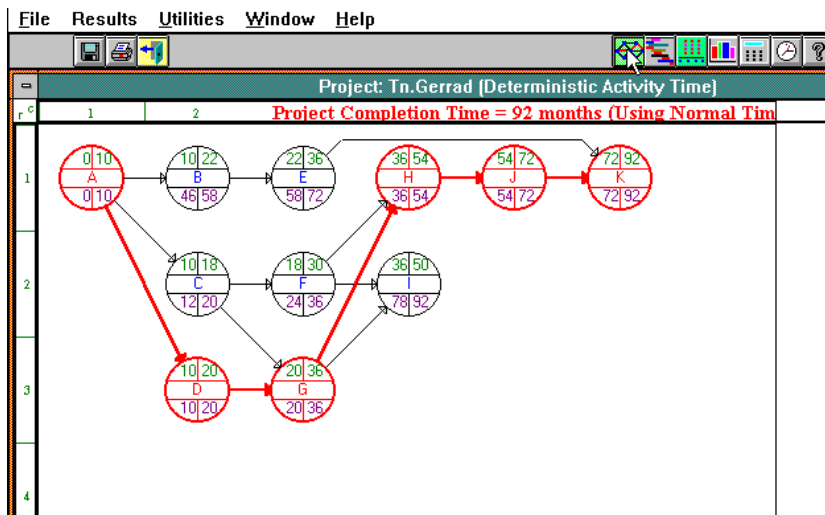 File Results Utilities Window Help
?
Project: Tn.Gerrad (Deterministic Activity Time)
r c 1 2 Project Completion Time = 92 months (Using Normal Tim
1
0 10 10 22 22 36 36 54 54 72 72 92
A B E H J K
0 10 46 58 58 72 36 54 54 72 72 92
2
10 18 18 30 36 50
C F I
12 20 24 36 78 92
3
10 20 20 36
D G
10 20 20 36
4